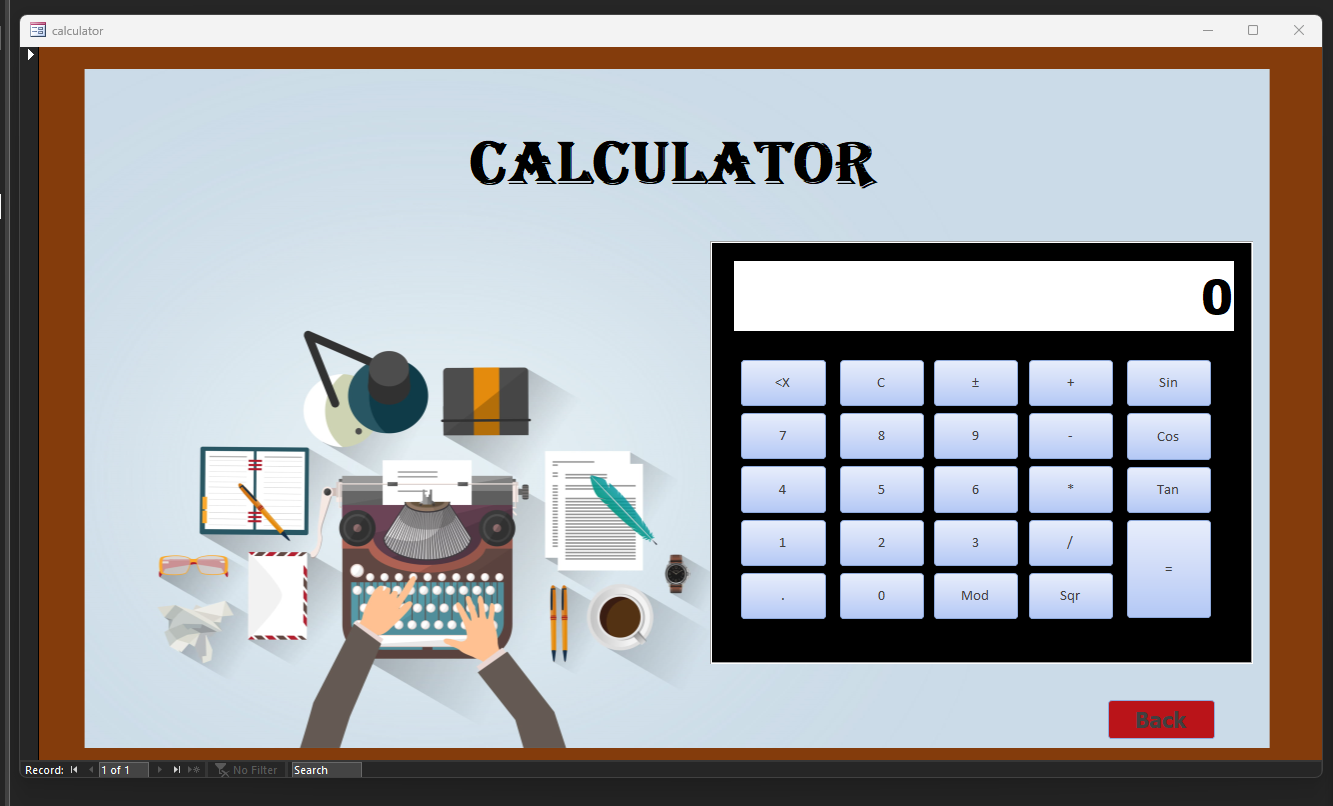 calculator
CALCULATOR
0
<X C ± + Sin
7 8 9 - Cos
4 5 6 * Tan
1 2 3 /
=
. 0 Mod Sqr
Back
Record: 1 of 1 No Filter Search